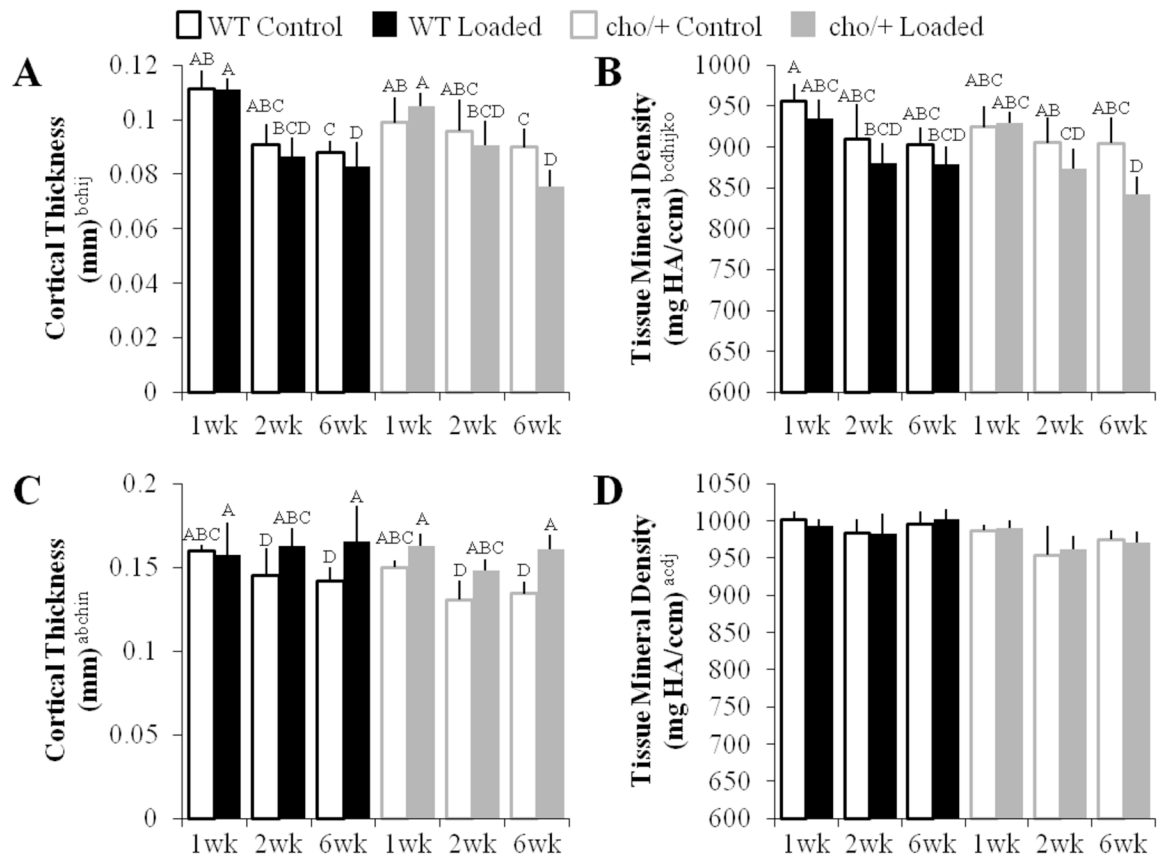 WT Control WT Loaded cho/+ Control cho/+ Loaded
A
Cortical Thickness
(mm) bchij
0.12
0.1
0.08
0.06
0.04
0.02
0
AB A ABC BCD C D AB A ABC BCD C D
1wk 2wk 6wk 1wk 2wk 6wk
B
Tissue Mineral Density
(mg HA/ccm) bcdhijko
1000
950
900
850
800
750
700
650
600
A ABC ABC BCD ABC BCD ABC ABC AB CD ABC D
1wk 2wk 6wk 1wk 2wk 6wk
C
Cortical Thickness
(mm) abchin
0.2
0.15
0.1
0.05
0
ABC A D ABC D A ABC A D ABC D A
1wk 2wk 6wk 1wk 2wk 6wk
D
Tissue Mineral Density
(mg HA/ccm) acdj
1050
1000
950
900
850
800
750
700
650
600
1wk 2wk 6wk 1wk 2wk 6wk